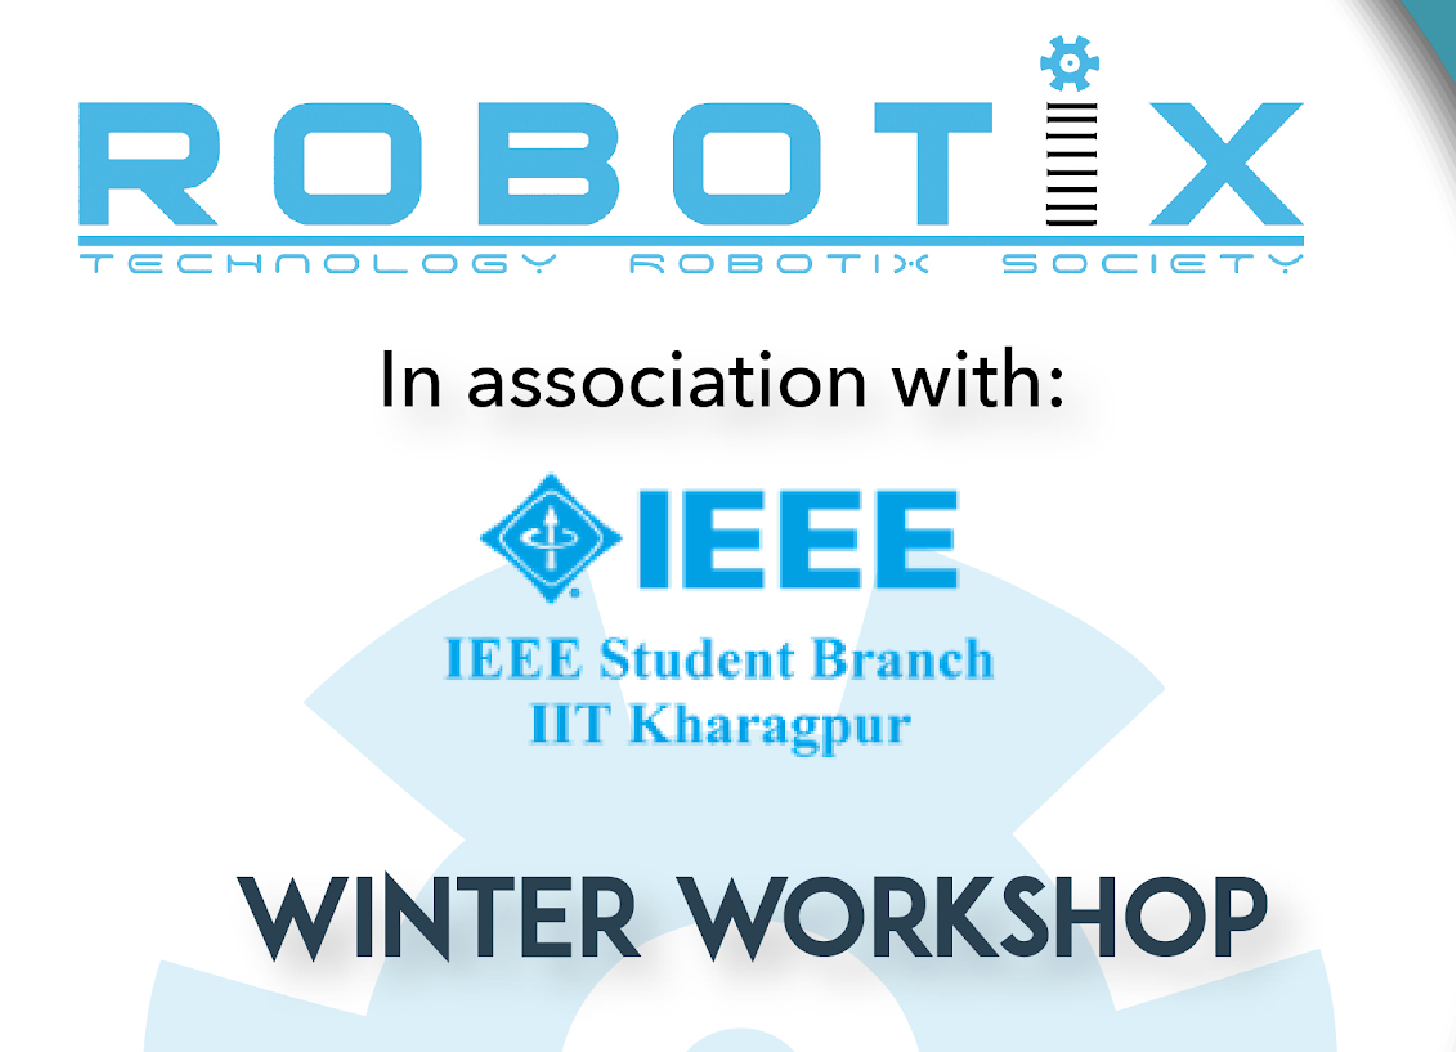 ROBOTiX
TECHNOLOGY ROBOTIX SOCIETY
In association with:
IEEE
IEEE Student Branch
IIT Kharagpur
WINTER WORKSHOP